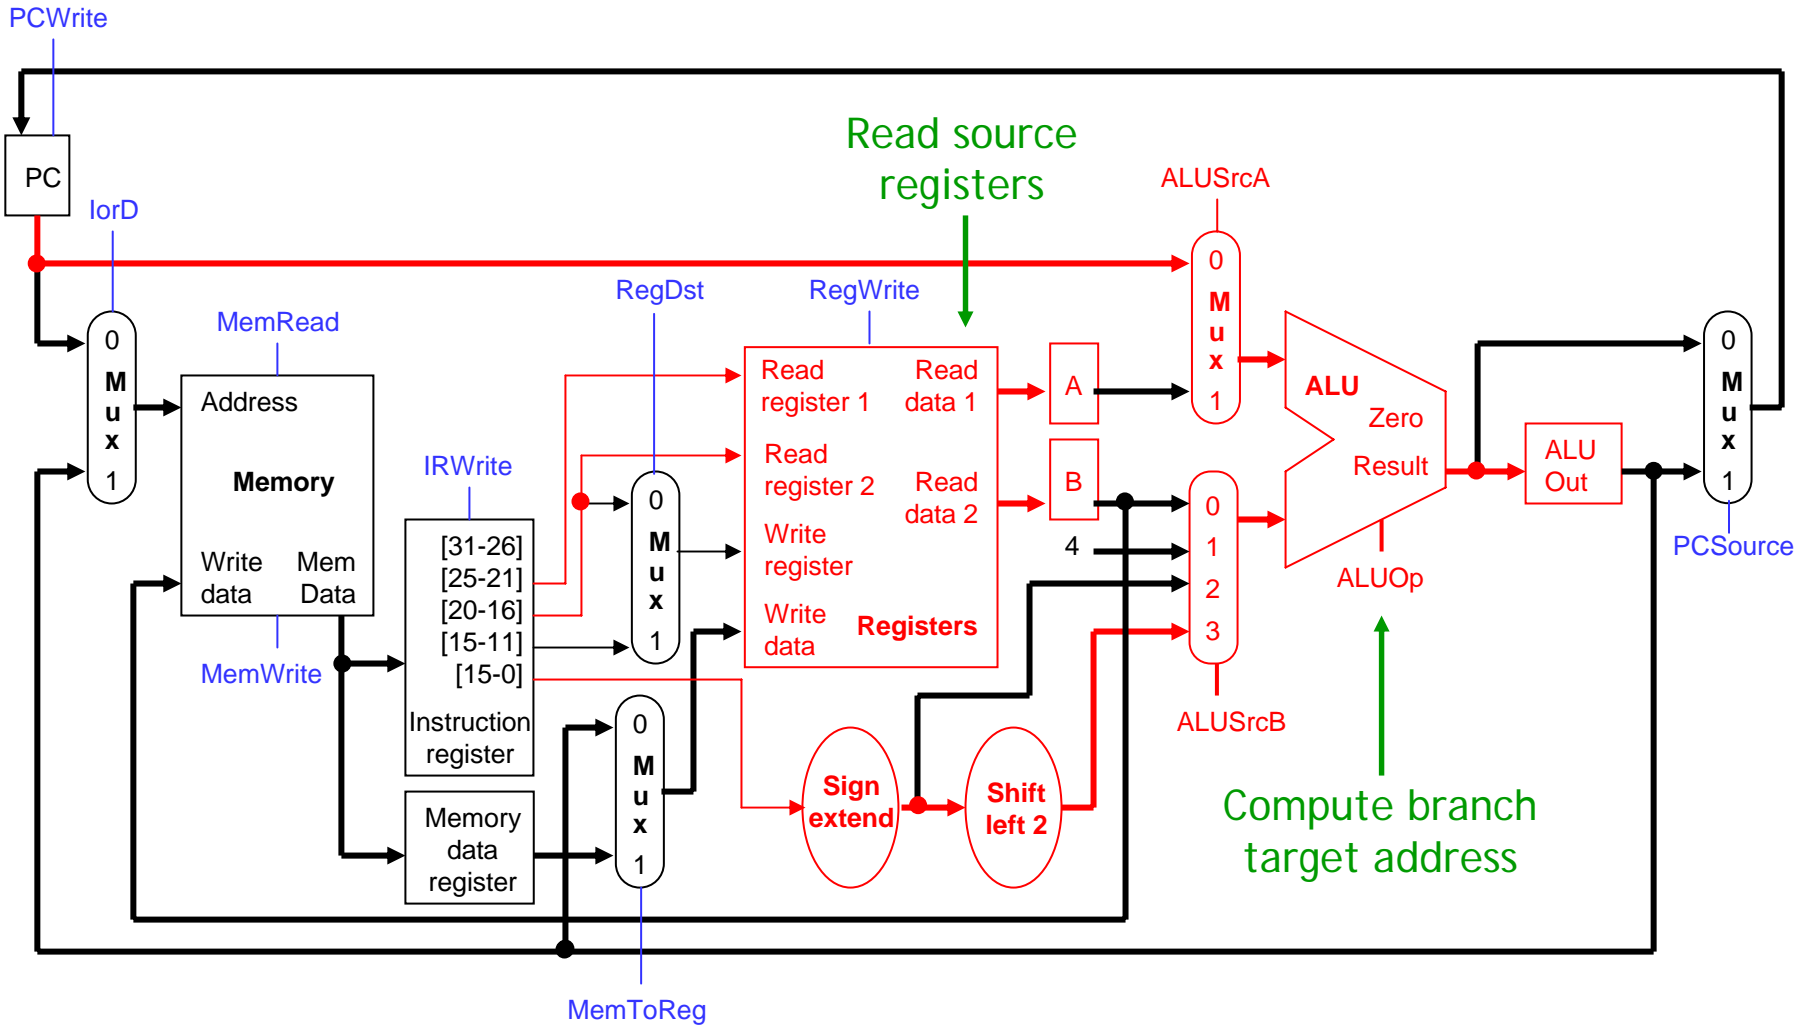 PCWrite
PC
IorD
0
M
u
x
1
MemRead
Address
Memory
Write
data
Mem
Data
MemWrite
IRWrite
[31-26]
[25-21]
[20-16]
[15-11]
[15-0]
Instruction
register
Memory
data
register
RegDst
0
M
u
x
1
0
M
u
x
1
MemToReg
Read source
registers
RegWrite
Read
register 1
Read
data 1
Read
register 2
Read
data 2
Write
register
Write
data
Registers
Sign
extend
Shift
left 2
A
B
4
ALUSrcA
0
M
u
x
1
0
1
2
3
ALUSrcB
ALU
Zero
Result
ALUOp
Compute branch
target address
ALU
Out
0
M
u
x
1
PCSource